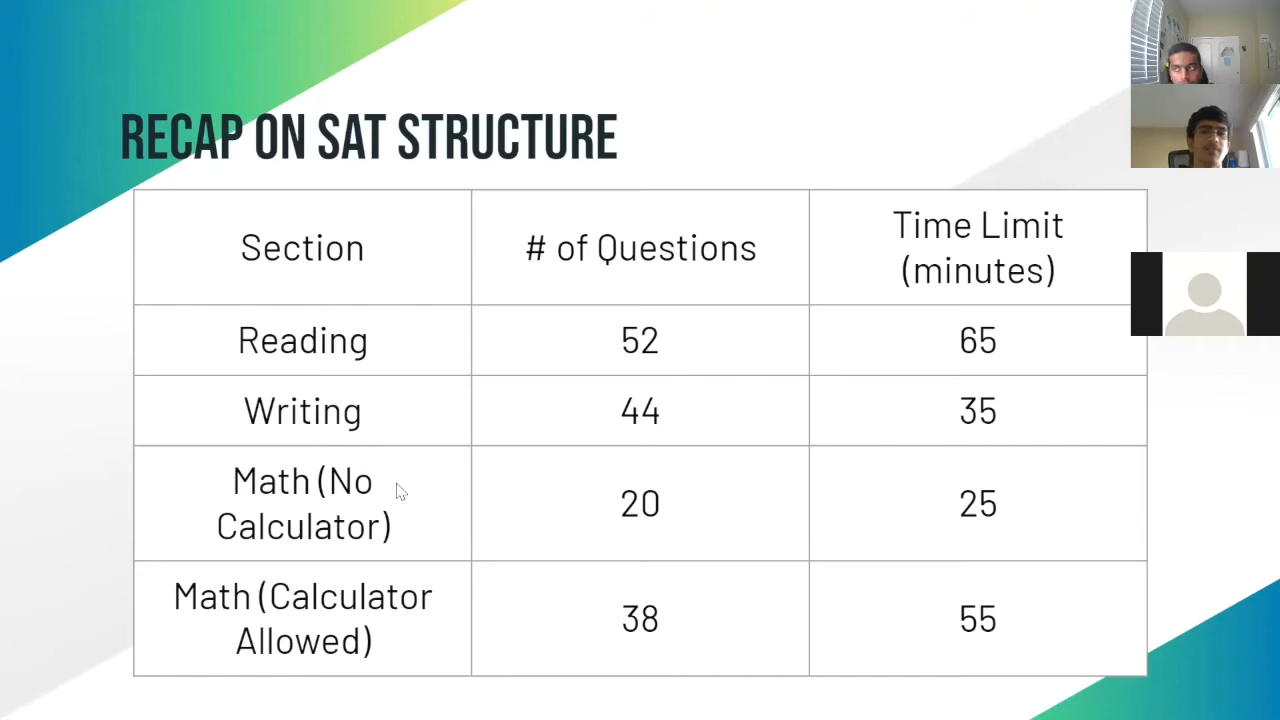 RECAP ON SAT STRUCTURE
Section # of Questions Time Limit (minutes)
Reading 52 65
Writing 44 35
Math (No Calculator) 20 25
Math (Calculator Allowed) 38 55